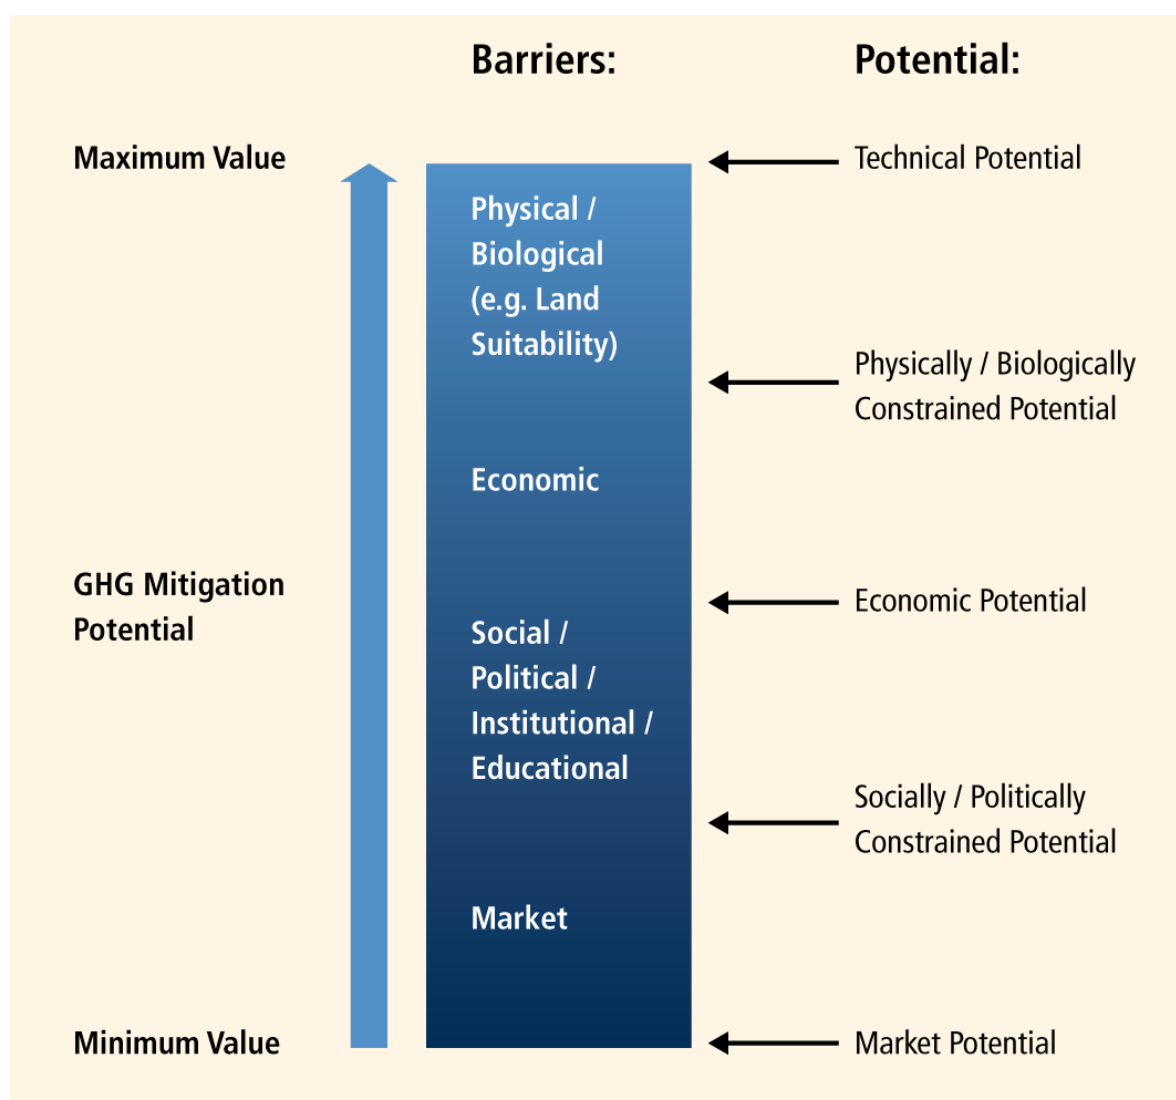 Barriers:
Potential:
Maximum Value
Technical Potential
Physical /
Biological
(e.g. Land
Suitability)
Physically / Biologically
Constrained Potential
Economic
GHG Mitigation
Potential
Economic Potential
Social /
Political /
Institutional /
Educational
Socially / Politically
Constrained Potential
Market
Minimum Value
Market Potential